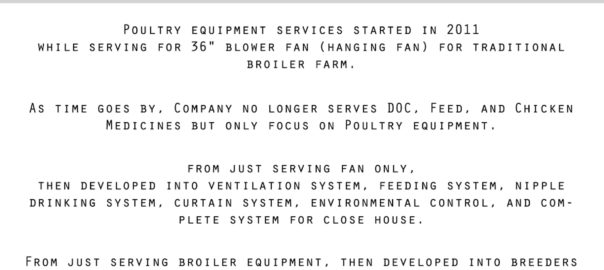 Poultry equipment services started in 2011
while serving for 36" blower fan (hanging fan) for traditional
broiler farm.
As time goes by, Company no longer serves DOC, Feed, and Chicken
Medicines but only focus on Poultry equipment.
from just serving fan only,
then developed into ventilation system, feeding system, nipple
drinking system, curtain system, environmental control, and com-
plete system for close house.
From just serving broiler equipment, then developed into breeders